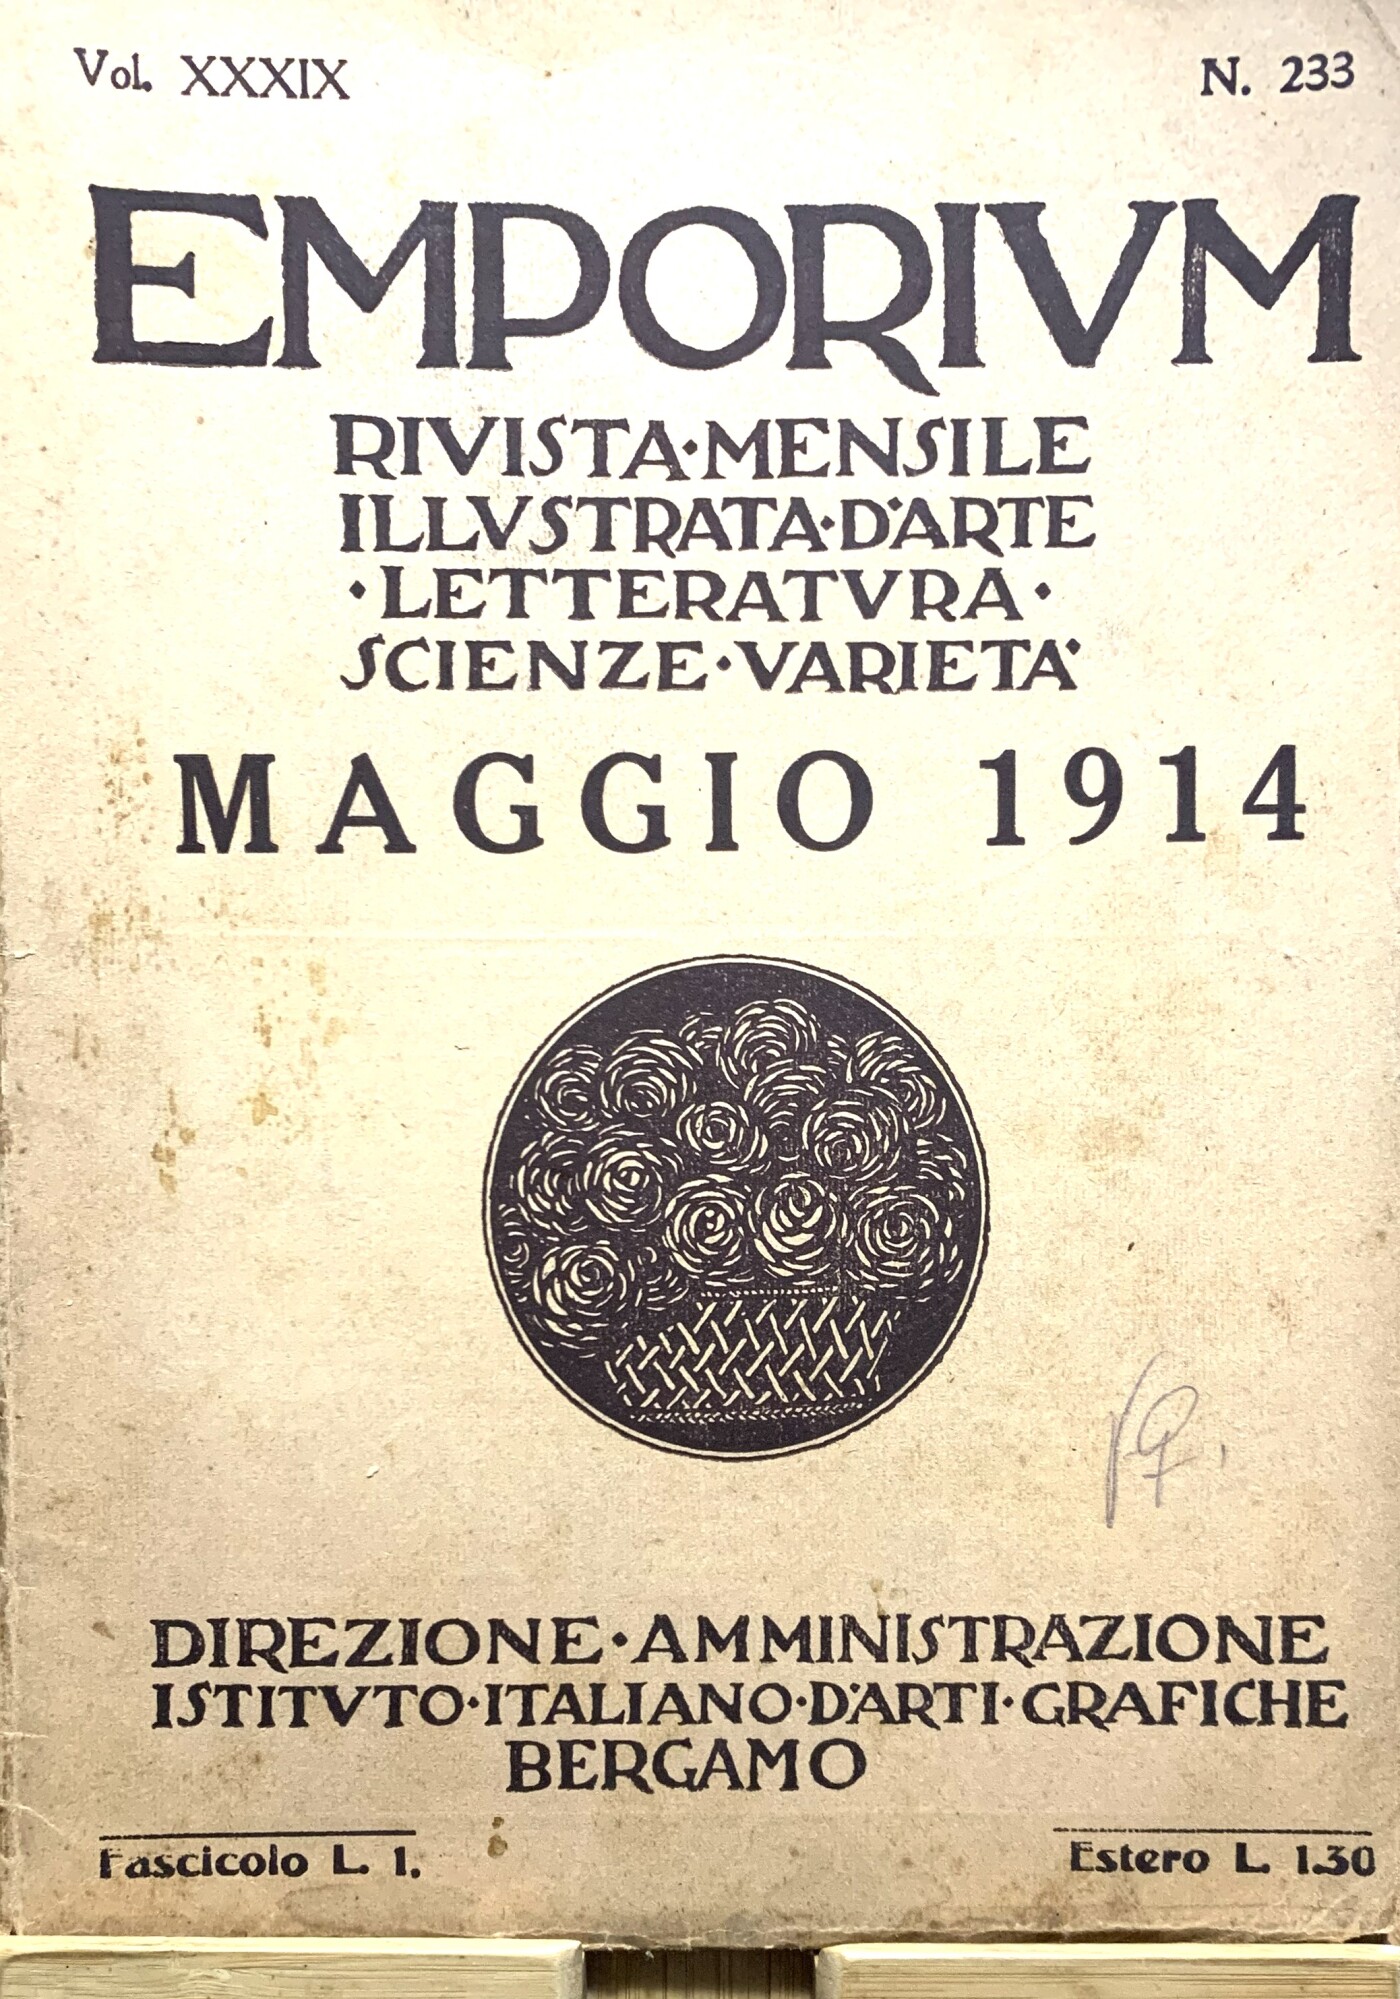 Vol. XXXIX
N. 233
EMPORIVM
RIVISTA·MENSILE
ILLVSTRATA·D'ARTE
·LETTERATVRA·
SCIENZE·VARIETA'
MAGGIO 1914
DIREZIONE·AMMINISTRAZIONE
ISTITVTO·ITALIANO·D'ARTI·GRAFICHE
BERGAMO
Fascicolo L. 1.
Estero L. 1.30